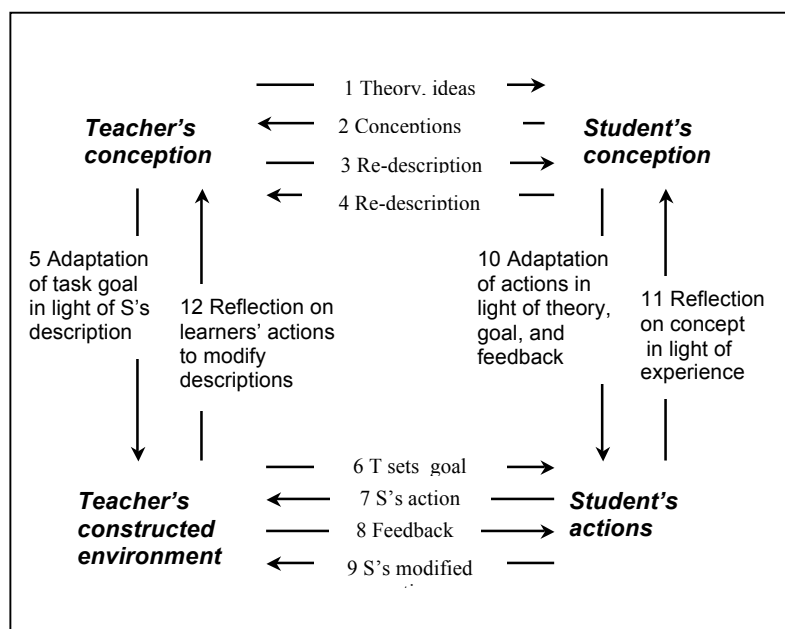 1 Theory, ideas
Teacher's
conception
2 Conceptions
Student's
conception
3 Re-description
4 Re-description
5 Adaptation
of task goal
in light of S's
description
12 Reflection on
learners' actions
to modify
descriptions
10 Adaptation
of actions in
light of theory,
goal, and
feedback
11 Reflection
on concept
in light of
experience
6 T sets goal
Teacher's
constructed
environment
7 S's action
8 Feedback
9 S's modified
Student's
actions